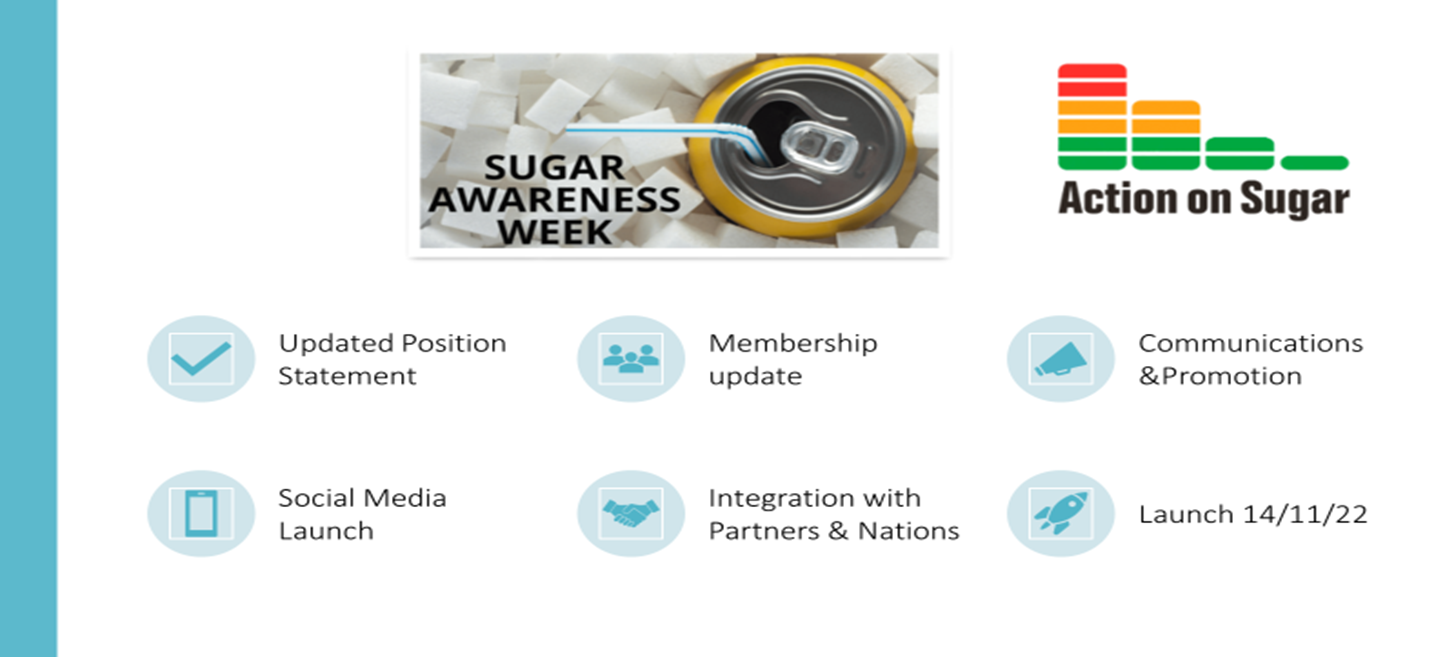 SUGAR
AWARENESS
WEEK
Action on Sugar
Updated Position
Statement
Membership
update
Communications
&Promotion
Social Media
Launch
Integration with
Partners & Nations
Launch 14/11/22